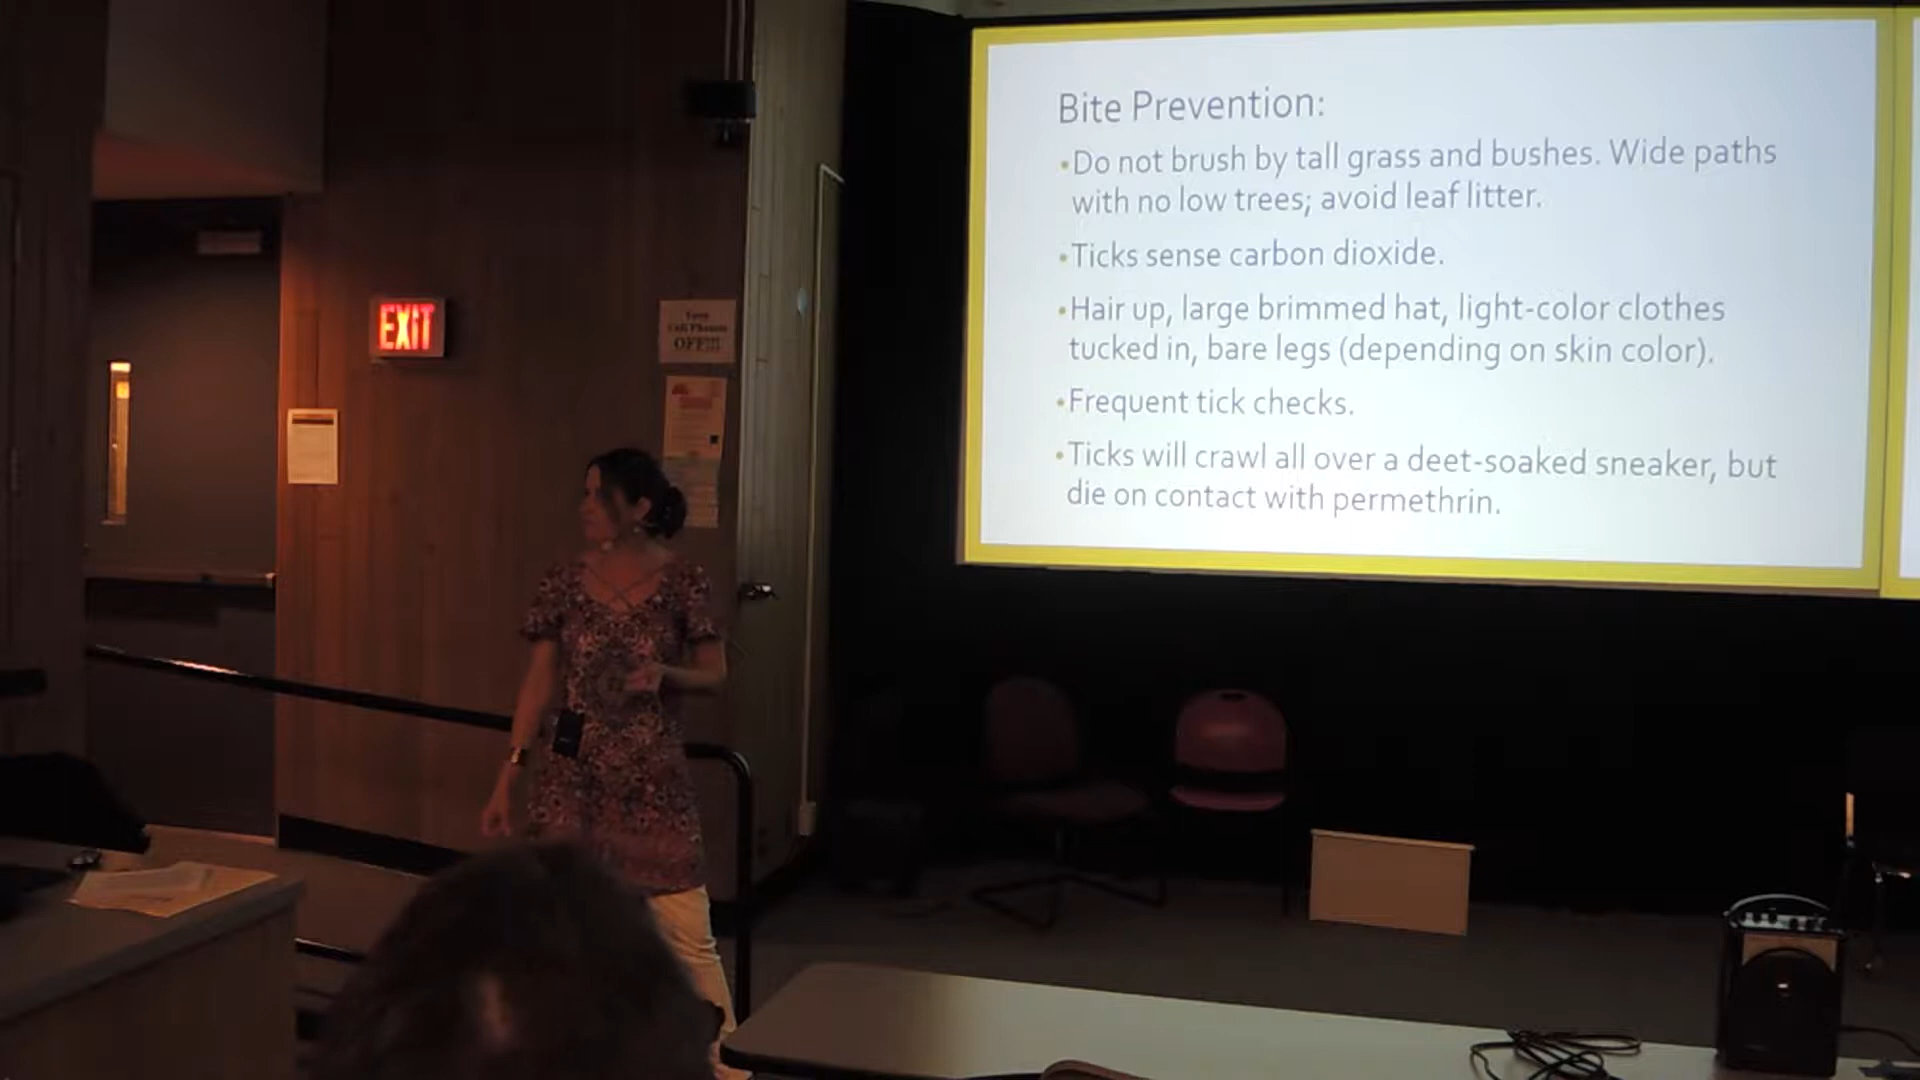 Bite Prevention:
•Do not brush by tall grass and bushes. Wide paths
with no low trees; avoid leaf litter.
•Ticks sense carbon dioxide.
•Hair up, large brimmed hat, light-color clothes
tucked in, bare legs (depending on skin color).
•Frequent tick checks.
•Ticks will crawl all over a deet-soaked sneaker, but
die on contact with permethrin.
EXIT
Cell Phones
OFF!!!